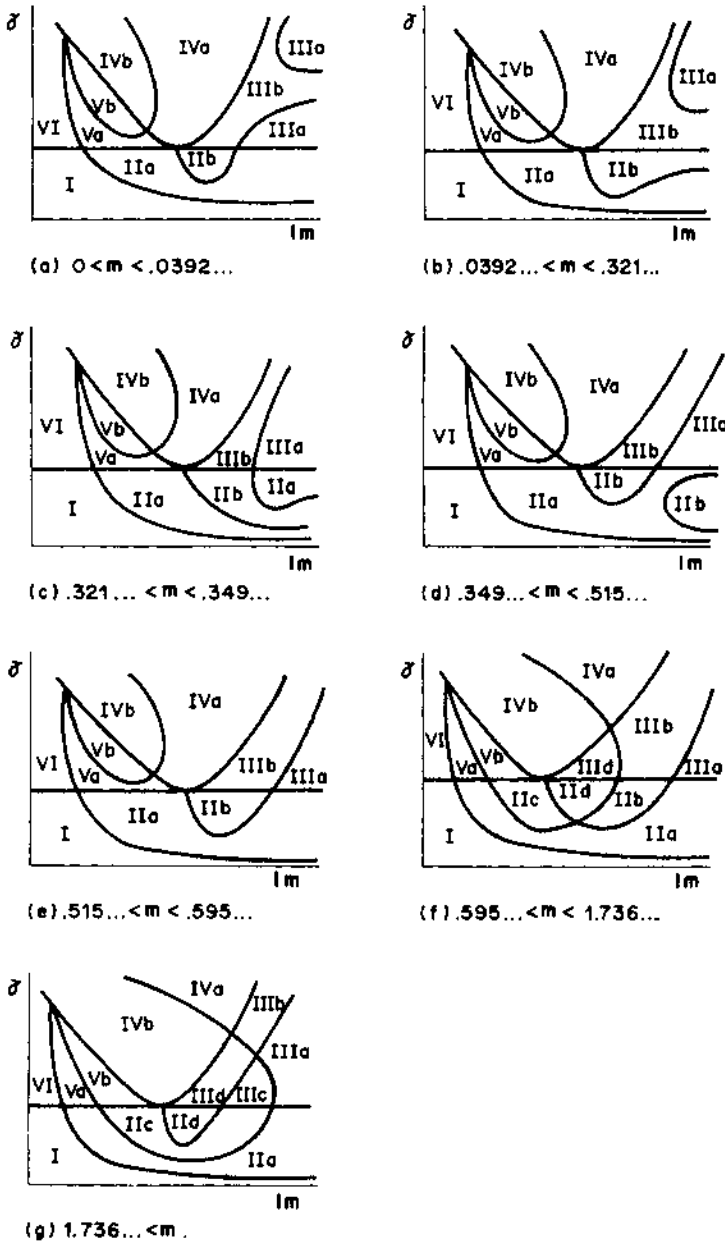 γ
IVb
IVa
IIIa
Vb
IIIb
IIIa
VI
Va
IIa
IIb
I
Im
(a) 0<m<.0392...
γ
IVb
IVa
IIIa
Vb
VI
Va
IIIb
IIa
IIb
I
Im
(b) .0392...<m<.321...
γ
IVb
IVa
VI
Vb
IIIa
Va
IIIb
I
IIa
IIb
IIa
Im
(c) .321...<m<.349...
γ
IVb
IVa
IIIa
VI
Vb
Va
IIIb
I
IIa
IIb
IIb
Im
(d) .349...<m<.515...
γ
IVb
IVa
Vb
VI
Va
IIIb
IIIa
IIa
IIb
I
Im
(e) .515...<m<.595...
γ
IVa
IVb
IIIb
VI
Vb
Va
IIId
IIIa
IIc
IId
IIb
I
IIa
Im
(f) .595...<m<1.736...
γ
IVa
IIIb
IVb
IIIa
VI
Va
Vb
IIId
IIIc
IIc
IId
I
IIa
Im
(g) 1.736...<m.